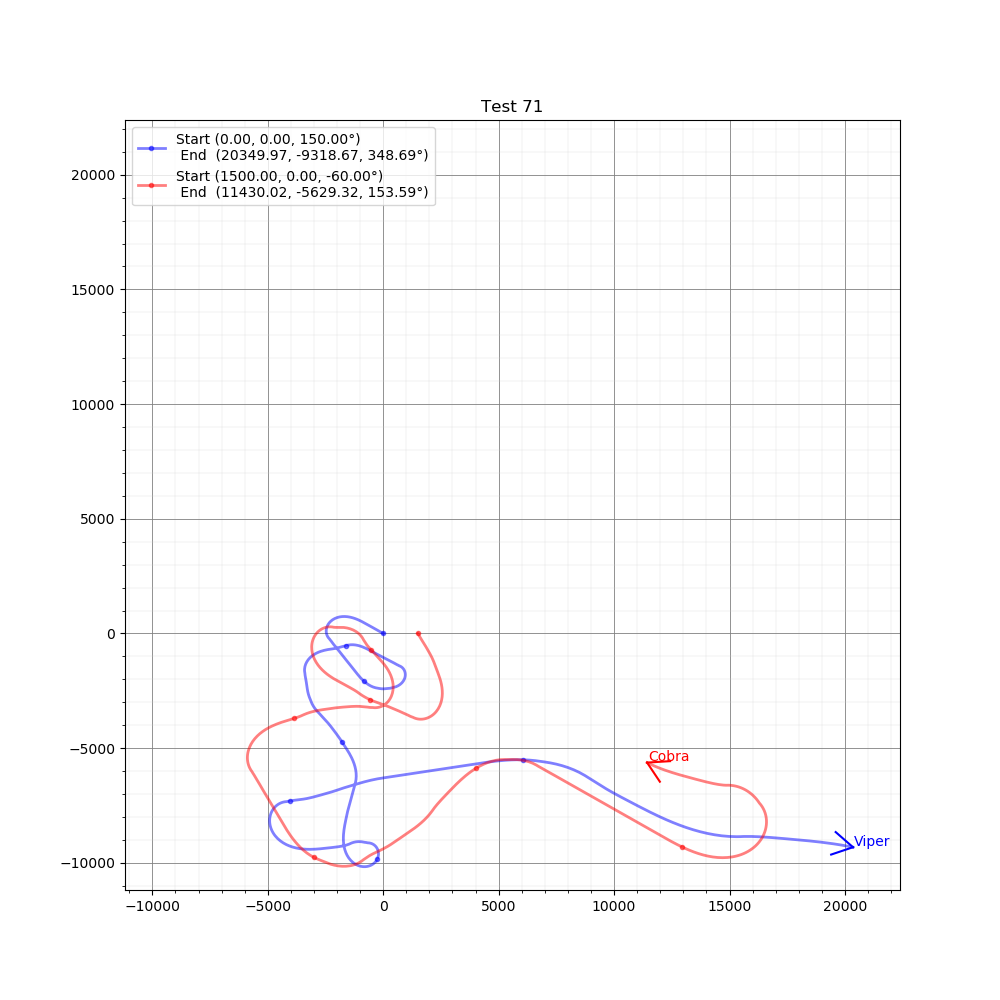 Test 71
Start (0.00, 0.00, 150.00°)
End (20349.97, -9318.67, 348.69°)
Start (1500.00, 0.00, -60.00°)
End (11430.02, -5629.32, 153.59°)
20000
15000
10000
5000
0
−5000
−10000
Cobra
Viper
−10000 −5000 0 5000 10000 15000 20000